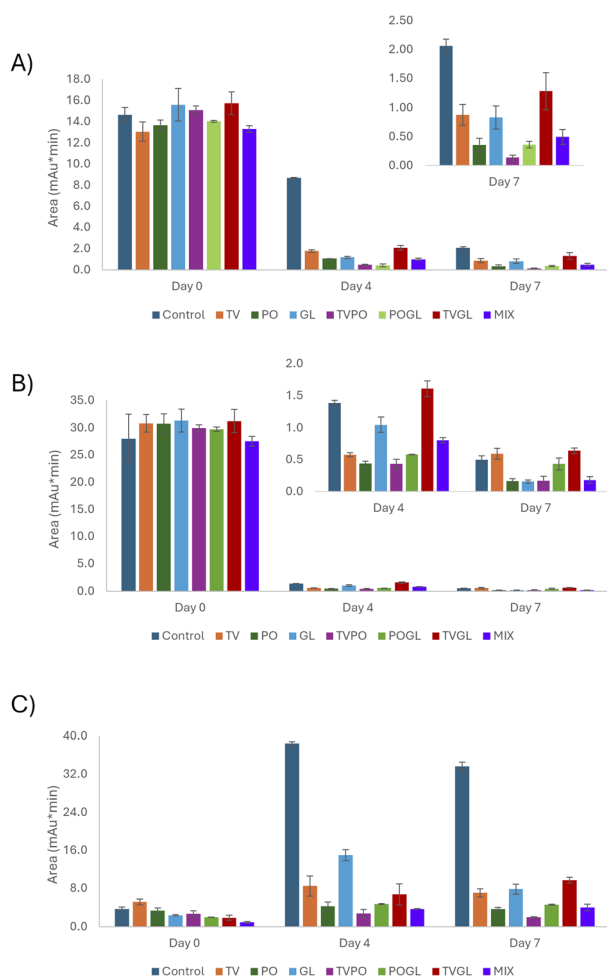 A)
Area (mAu*min)
18.0
16.0
14.0
12.0
10.0
8.0
6.0
4.0
2.0
0.0
2.50
2.00
1.50
1.00
0.50
0.00
Day 7
Day 0 Day 4 Day 7
Control TV PO GL TVPO POGL TVGL MIX
B)
Area (mAu*min)
35.0
30.0
25.0
20.0
15.0
10.0
5.0
0.0
2.0
1.5
1.0
0.5
0.0
Day 4 Day 7
Day 0 Day 4 Day 7
Control TV PO GL TVPO POGL TVGL MIX
C)
Area (mAu*min)
40.0
32.0
24.0
16.0
8.0
0.0
Day 0 Day 4 Day 7
Control TV PO GL TVPO POGL TVGL MIX